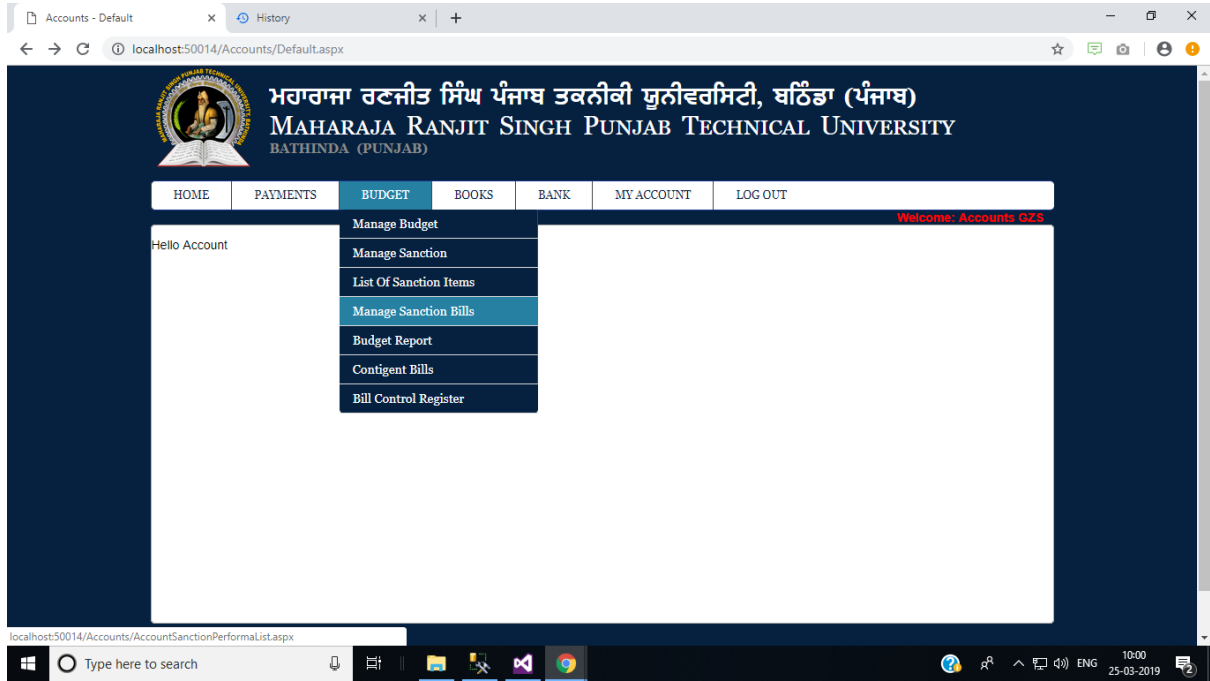 Accounts - Default
History
localhost:50014/Accounts/Default.aspx
ਮਹਾਰਾਜਾ ਰਣਜੀਤ ਸਿੰਘ ਪੰਜਾਬ ਤਕਨੀਕੀ ਯੂਨੀਵਰਸਿਟੀ, ਬਠਿੰਡਾ (ਪੰਜਾਬ)
MAHARAJA RANJIT SINGH PUNJAB TECHNICAL UNIVERSITY
BATHINDA (PUNJAB)
HOME PAYMENTS BUDGET BOOKS BANK MY ACCOUNT LOG OUT
Welcome: Accounts GZS
Hello Account
Manage Budget
Manage Sanction
List Of Sanction Items
Manage Sanction Bills
Budget Report
Contigent Bills
Bill Control Register
localhost:50014/Accounts/AccountSanctionPerformaList.aspx
Type here to search
ENG
10:00
25-03-2019
2